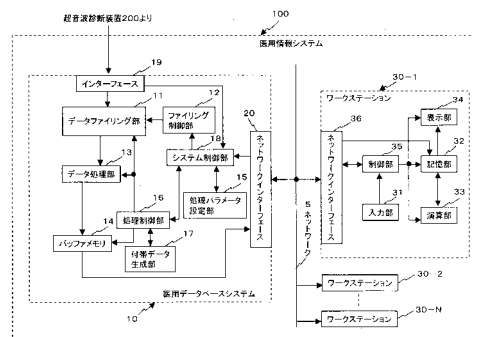 超音波診断装置200より
100
医用情報システム
インターフェース
19
11
データファイリング部
12
ファイリング
制御部
18
システム制御部
13
データ処理部
15
処理パラメータ
設定部
16
処理制御部
14
バッファメモリ
17
付帯データ
生成部
20
ネットワークインターフェース
医用データベースシステム
10
5 ネットワーク
30-1
ワークステーション
36
ネットワークインターフェース
34
表示部
35
制御部
32
記憶部
31
入力部
33
演算部
30-2
ワークステーション
30-N
ワークステーション